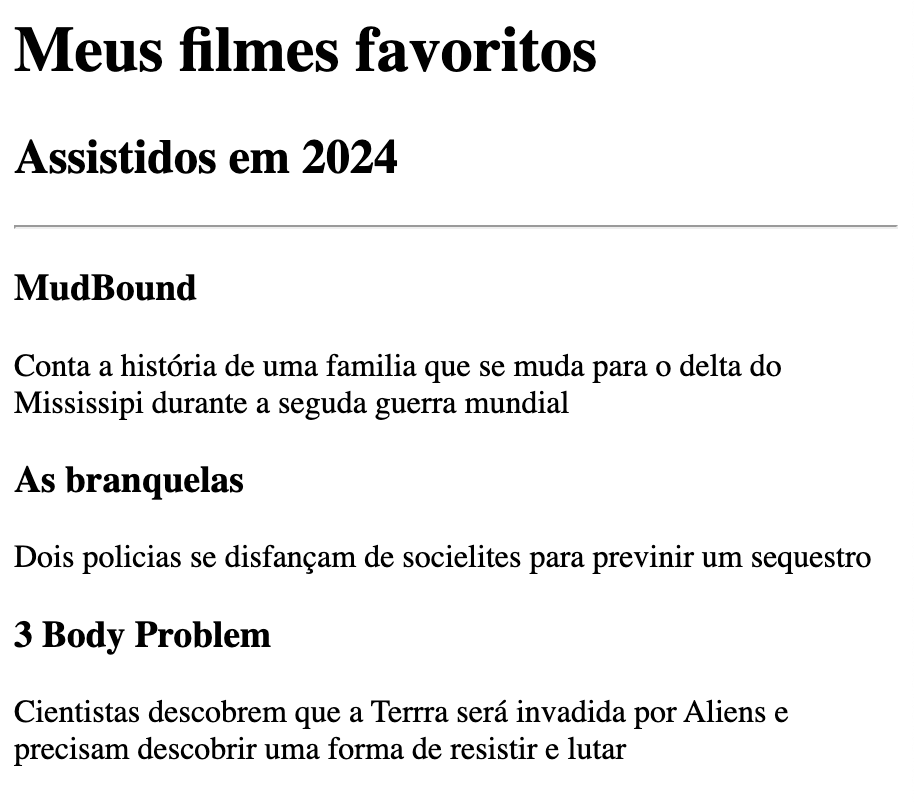 Meus filmes favoritos
Assistidos em 2024
MudBound
Conta a história de uma familia que se muda para o delta do
Mississipi durante a seguda guerra mundial
As branquelas
Dois policias se disfançam de socielites para previnir um sequestro
3 Body Problem
Cientistas descobrem que a Terrra será invadida por Aliens e
precisam descobrir uma forma de resistir e lutar